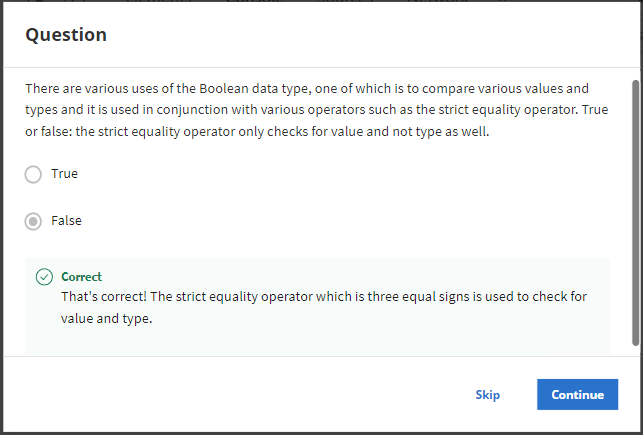 Question
There are various uses of the Boolean data type, one of which is to compare various values and
types and it is used in conjunction with various operators such as the strict equality operator. True
or false: the strict equality operator only checks for value and not type as well.
True
False
Correct
That's correct! The strict equality operator which is three equal signs is used to check for
value and type.
Skip
Continue